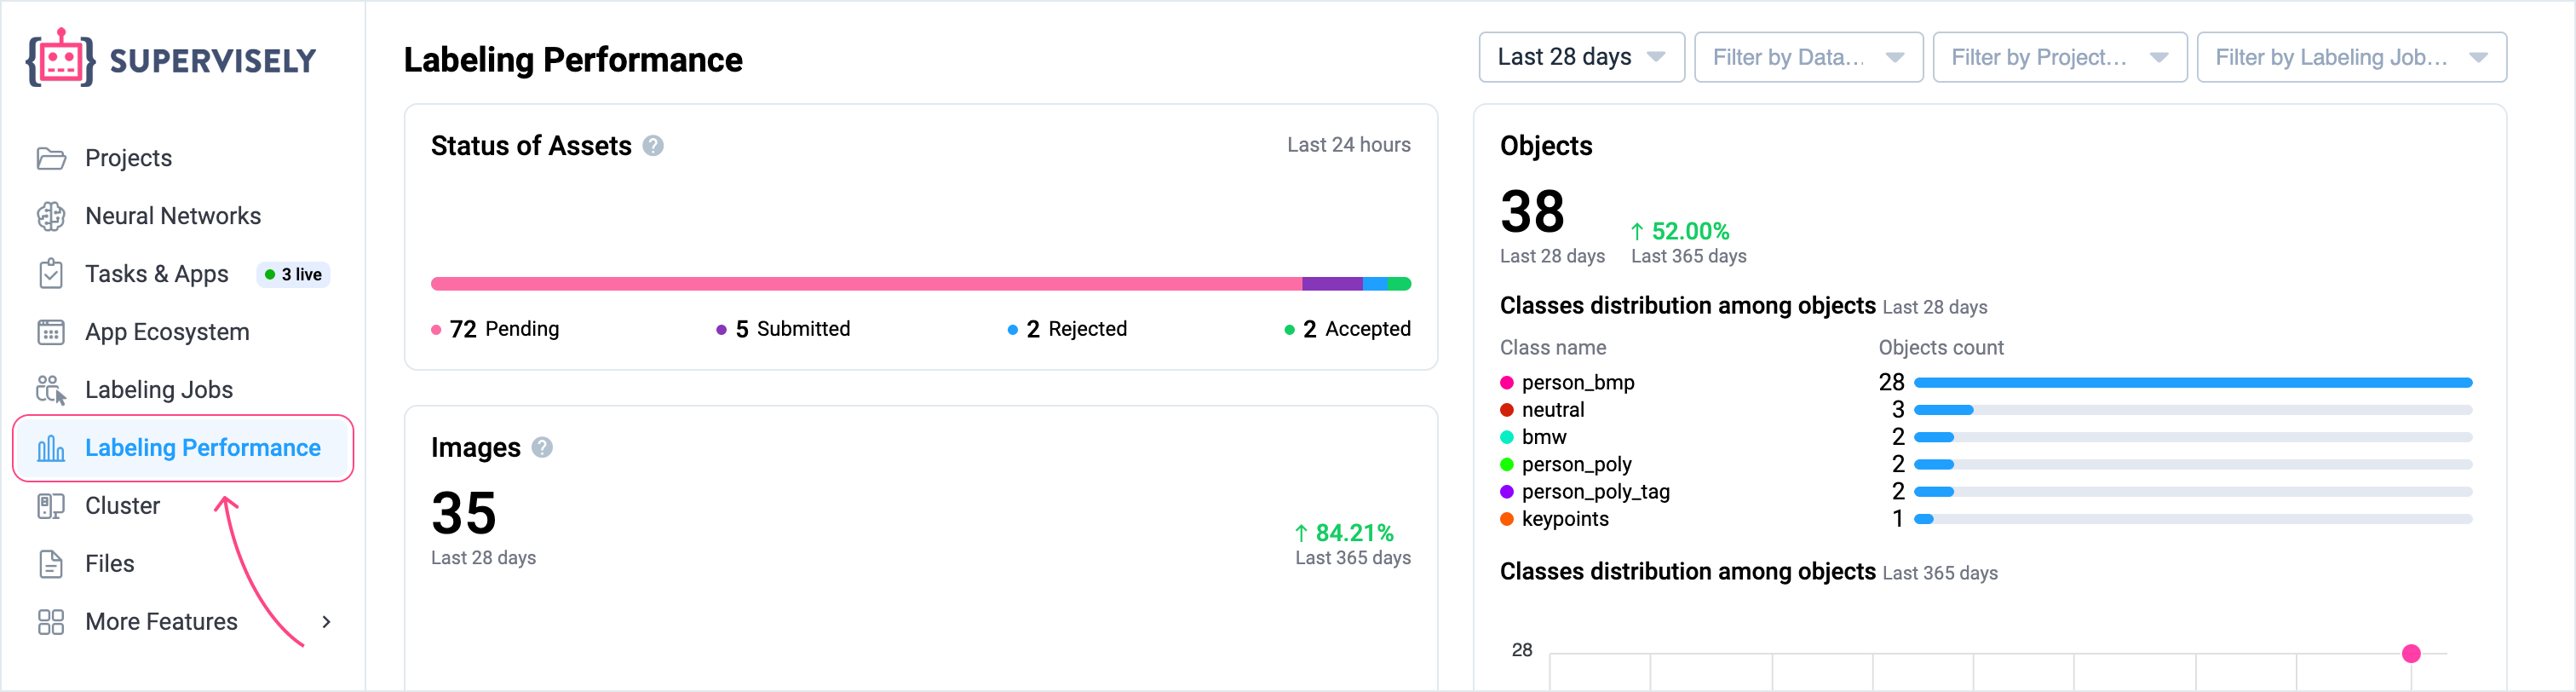 SUPERVISELY
Projects
Neural Networks
Tasks & Apps
3 live
App Ecosystem
Labeling Jobs
Labeling Performance
Cluster
Files
More Features
Labeling Performance
Last 28 days
Filter by Data...
Filter by Project...
Filter by Labeling Job...
Status of Assets ?
Last 24 hours
72 Pending
5 Submitted
2 Rejected
2 Accepted
Images ?
35
Last 28 days
↑ 84.21%
Last 365 days
Objects
38
Last 28 days
↑ 52.00%
Last 365 days
Classes distribution among objects Last 28 days
Class name Objects count
person_bmp 28
neutral 3
bmw 2
person_poly 2
person_poly_tag 2
keypoints 1
Classes distribution among objects Last 365 days
28